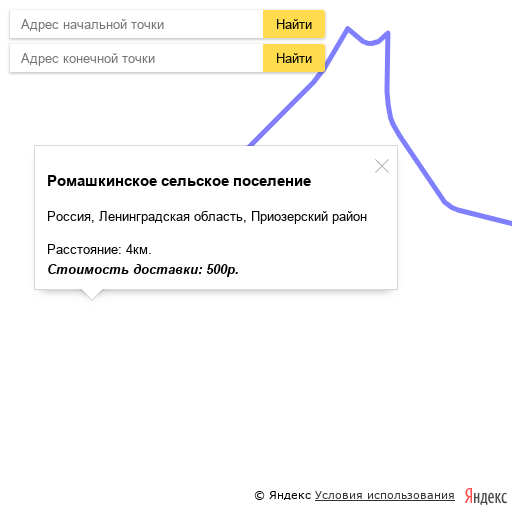 Адрес начальной точки Найти
Адрес конечной точки Найти
Ромашкинское сельское поселение
Россия, Ленинградская область, Приозерский район
Расстояние: 4км.
Стоимость доставки: 500р.
© Яндекс Условия использования Яндекс